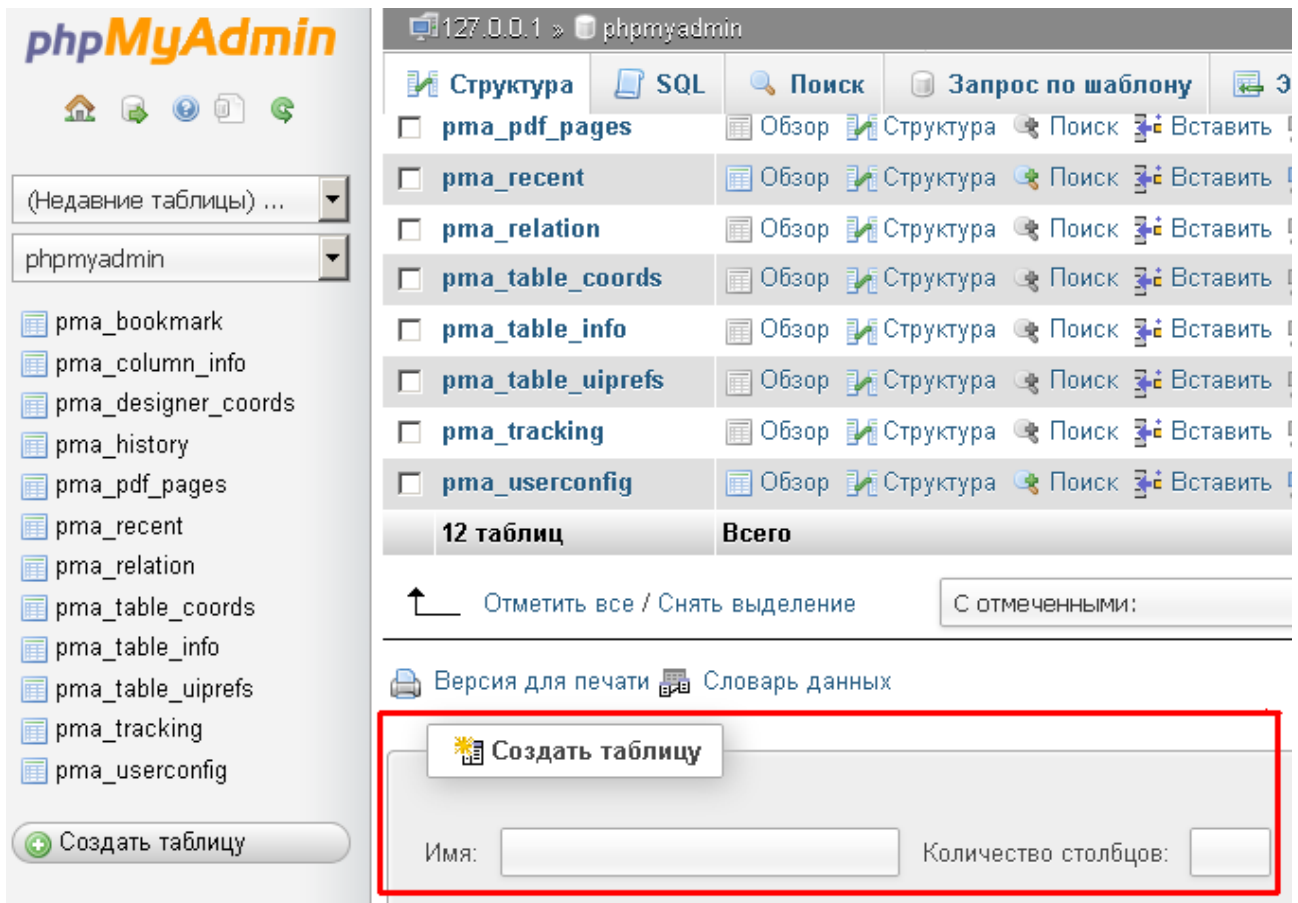 phpMyAdmin
(Недавние таблицы) ...
phpmyadmin
pma_bookmark
pma_column_info
pma_designer_coords
pma_history
pma_pdf_pages
pma_recent
pma_relation
pma_table_coords
pma_table_info
pma_table_uiprefs
pma_tracking
pma_userconfig
Создать таблицу
127.0.0.1 » phpmyadmin
Структура SQL Поиск Запрос по шаблону Э
pma_pdf_pages Обзор Структура Поиск Вставить
pma_recent Обзор Структура Поиск Вставить
pma_relation Обзор Структура Поиск Вставить
pma_table_coords Обзор Структура Поиск Вставить
pma_table_info Обзор Структура Поиск Вставить
pma_table_uiprefs Обзор Структура Поиск Вставить
pma_tracking Обзор Структура Поиск Вставить
pma_userconfig Обзор Структура Поиск Вставить
12 таблиц Всего
Отметить все / Снять выделение С отмеченными:
Версия для печати Словарь данных
Создать таблицу
Имя: Количество столбцов: